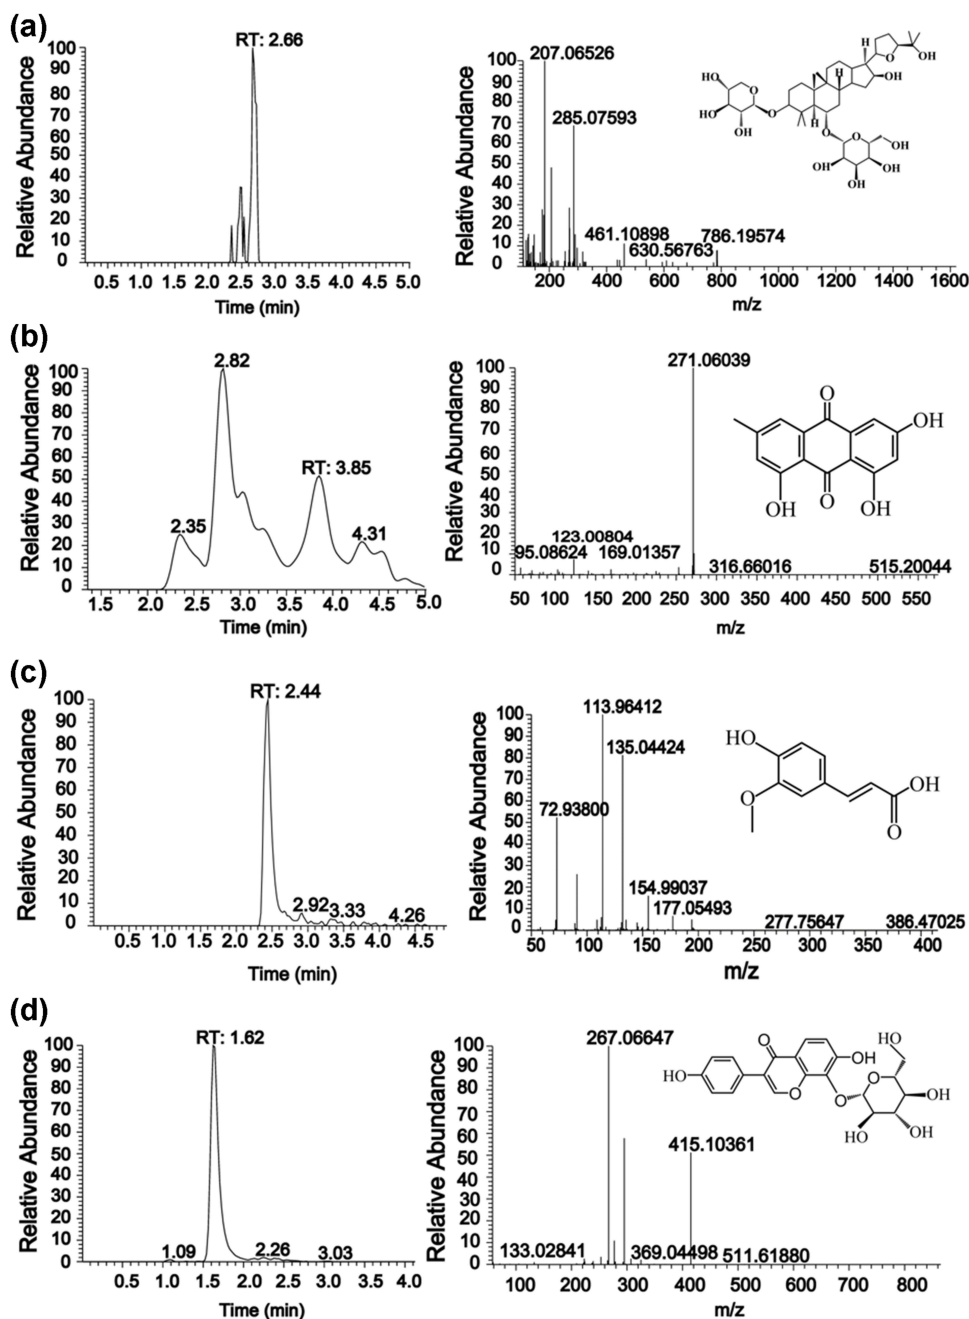 (a)
RT: 2.66
Relative Abundance
100
90
80
70
60
50
40
30
20
10
0
0.5 1.0 1.5 2.0 2.5 3.0 3.5 4.0 4.5 5.0
Time (min)
207.06526
285.07593
461.10898
630.56763
786.19574
Relative Abundance
100
90
80
70
60
50
40
30
20
10
0
200 400 600 800 1000 1200 1400 1600
m/z
HO O
HO O
OH
H O OH
H OH
H
O
O OH
OH OH
OH
(b)
2.82
RT: 3.85
2.35
4.31
Relative Abundance
100
90
80
70
60
50
40
30
20
10
0
1.5 2.0 2.5 3.0 3.5 4.0 4.5 5.0
Time (min)
271.06039
123.00804
95.08624 169.01357
316.66016 515.20044
Relative Abundance
100
90
80
70
60
50
40
30
20
10
0
50 100 150 200 250 300 350 400 450 500 550
m/z
O
OH
OH O OH
(c)
RT: 2.44
2.92
3.33
4.26
Relative Abundance
100
90
80
70
60
50
40
30
20
10
0
0.5 1.0 1.5 2.0 2.5 3.0 3.5 4.0 4.5
Time (min)
113.96412
135.04424
72.93800
154.99037
177.05493
277.75647 386.47025
Relative Abundance
100
90
80
70
60
50
40
30
20
10
0
50 100 150 200 250 300 350 400
m/z
HO
O OH
O
(d)
RT: 1.62
1.09 2.26 3.03
Relative Abundance
100
90
80
70
60
50
40
30
20
10
0
0.5 1.0 1.5 2.0 2.5 3.0 3.5 4.0
Time (min)
267.06647
415.10361
133.02841 369.04498 511.61880
Relative Abundance
100
90
80
70
60
50
40
30
20
10
0
100 200 300 400 500 600 700 800
m/z
O HO
OH
HO O
O O OH
HO OH